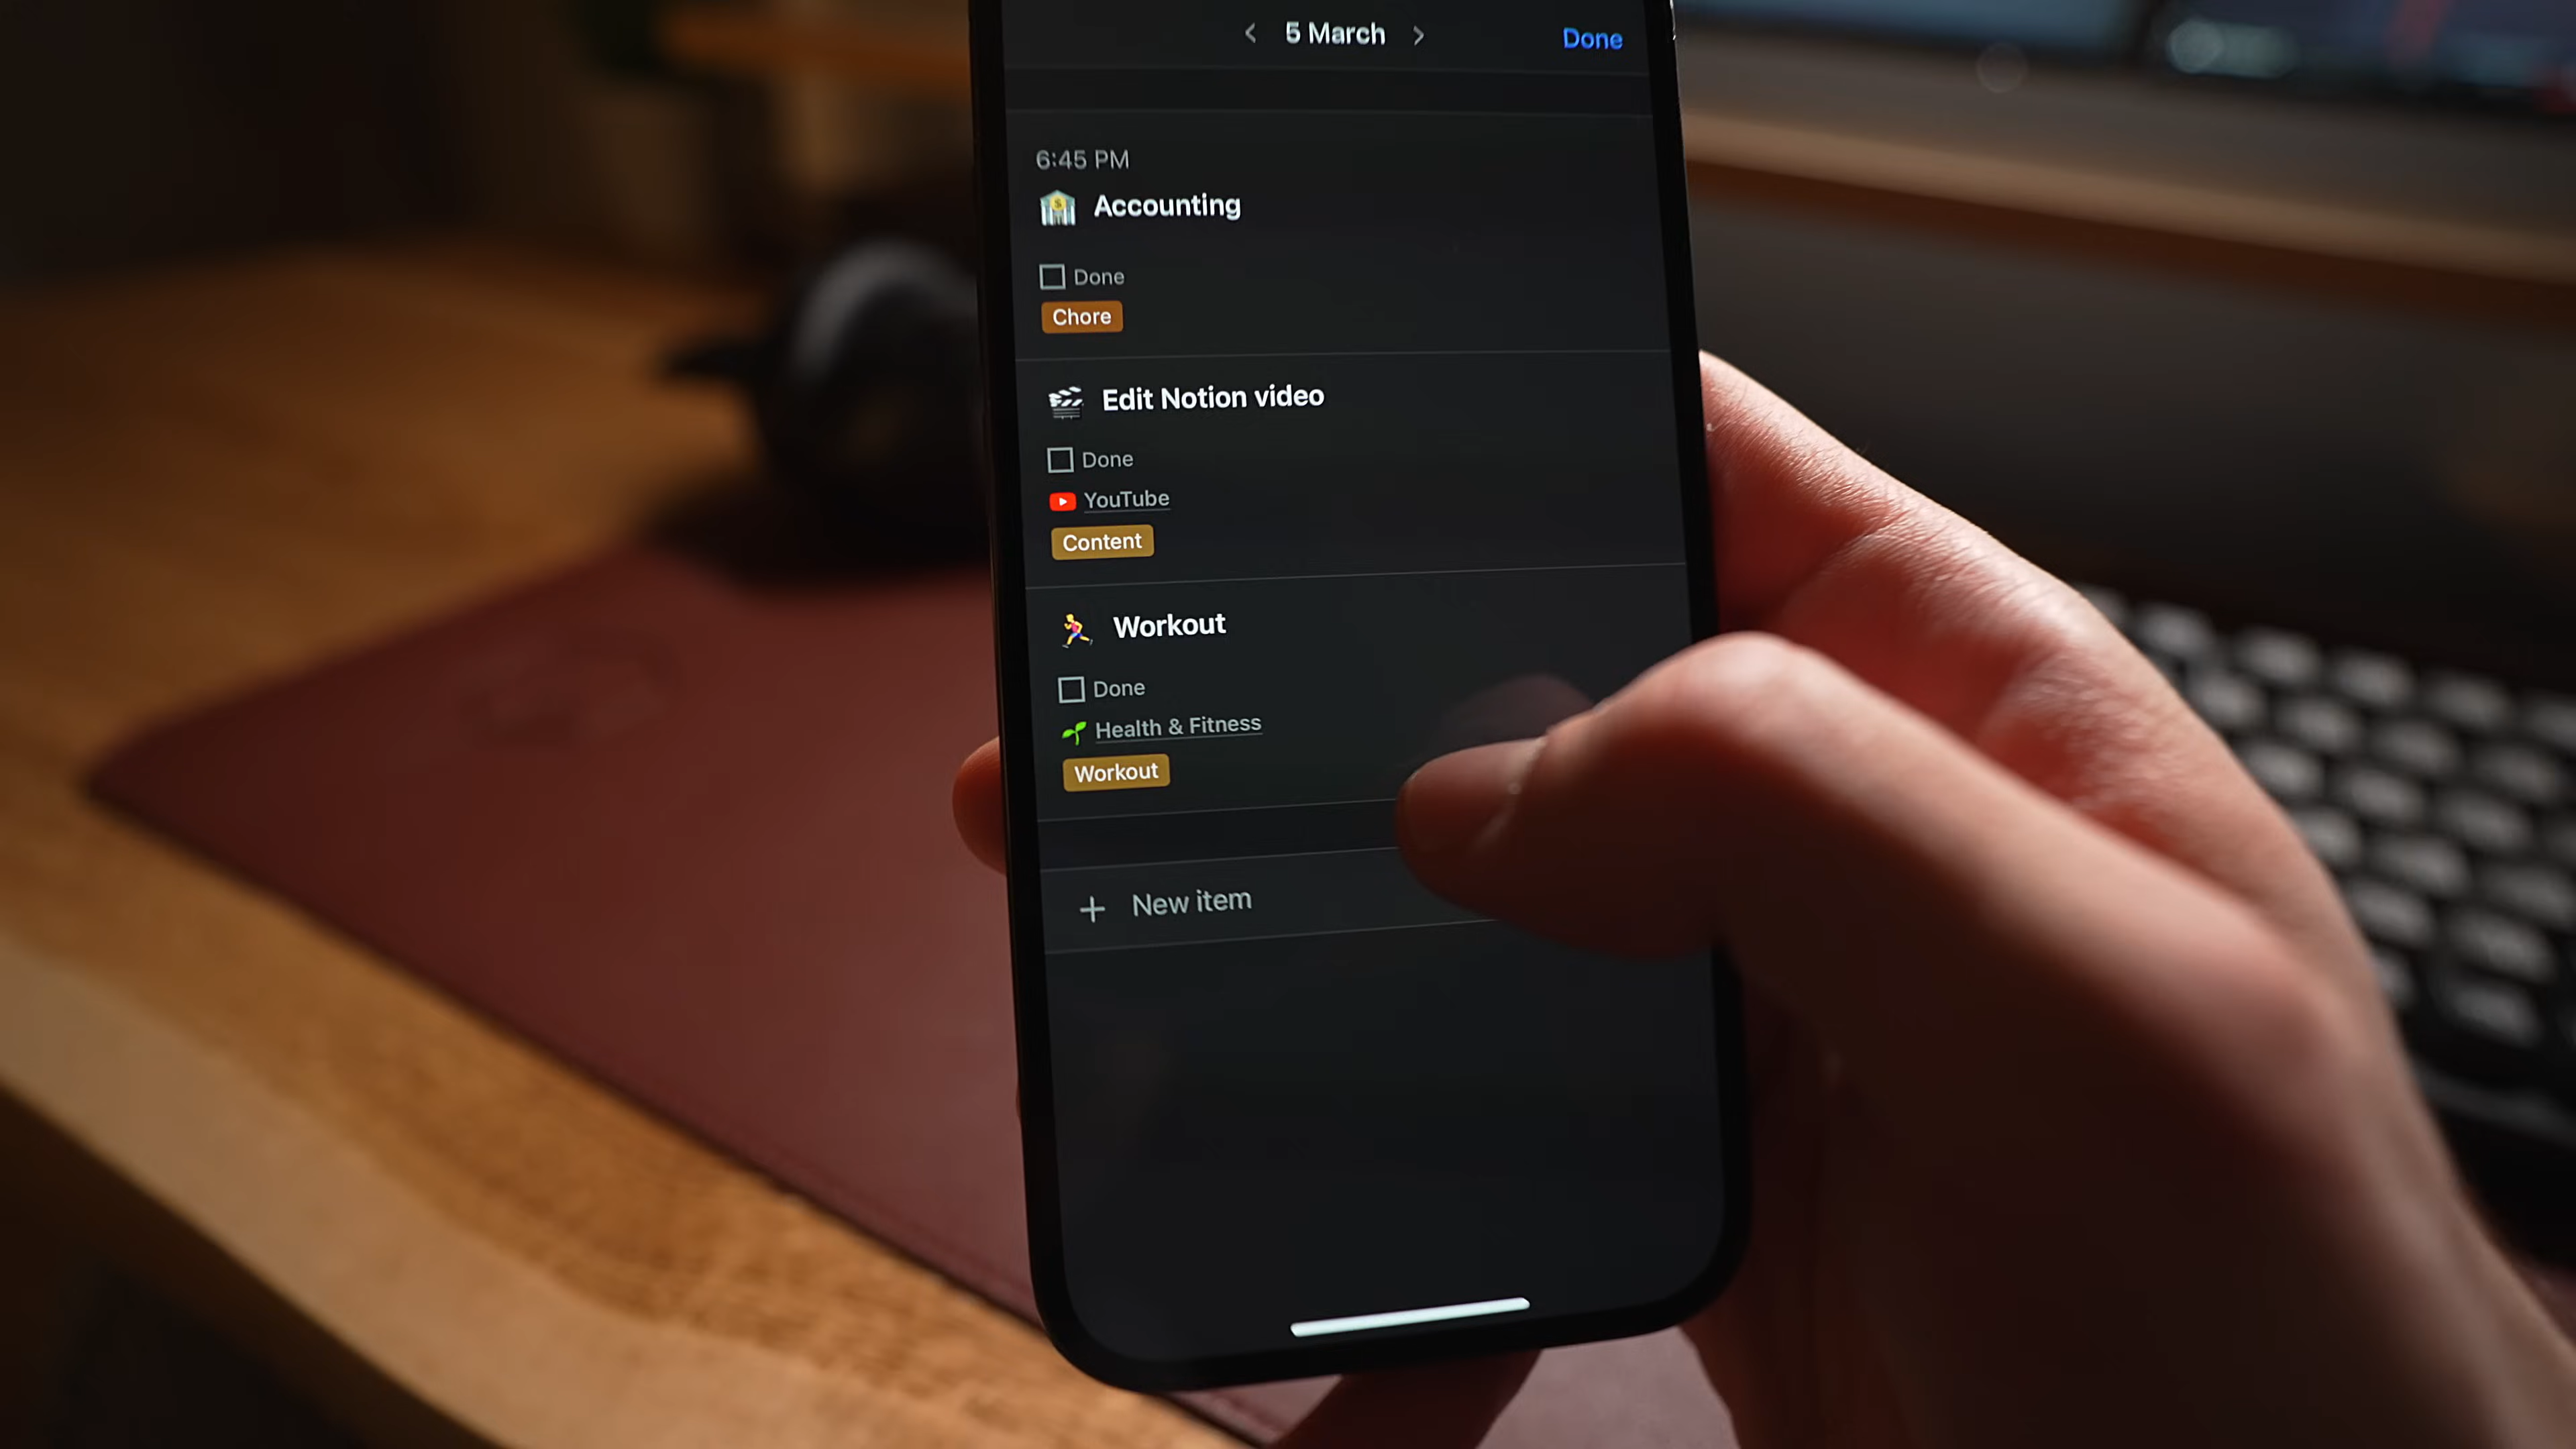 5 March
Done
6:45 PM
Accounting
Done
Chore
Edit Notion video
Done
YouTube
Content
Workout
Done
Health & Fitness
Workout
+ New item